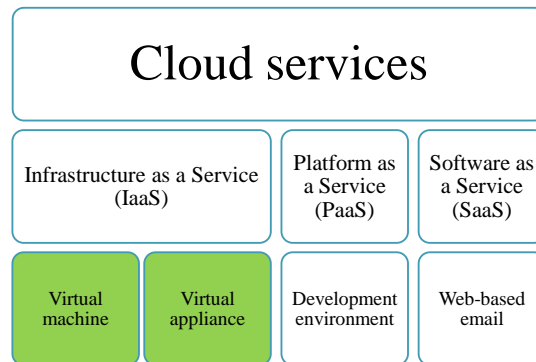 Cloud services
Infrastructure as a Service
(IaaS)
Platform as
a Service
(PaaS)
Software as
a Service
(SaaS)
Virtual
machine
Virtual
appliance
Development
environment
Web-based
email